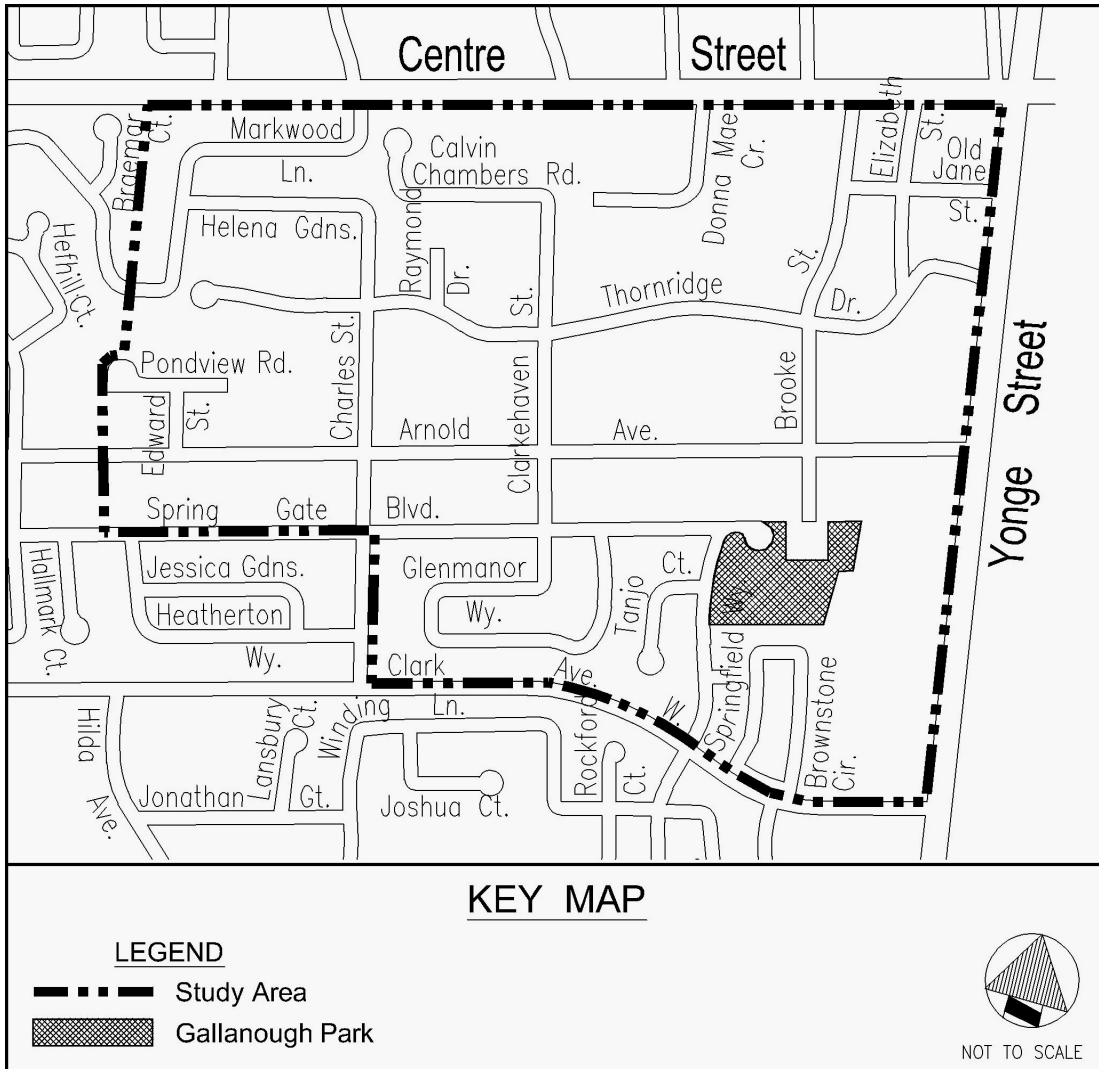 Centre Street
Braemar Ct.
Markwood Ln.
Calvin Chambers Rd.
Donna Mae Cr.
Elizabeth St.
Old Jane St.
Hefhill Ct.
Helena Gdns.
Raymond Dr.
Thornridge Dr.
Pondview Rd.
Charles St.
Clarkehaven St.
Brooke St.
Yonge Street
Edward St.
Arnold Ave.
Spring Gate Blvd.
Hallmark Ct.
Jessica Gdns.
Heatherton Wy.
Glenmanor Wy.
Tanjo Ct.
Springfield Wy.
Clark Ave. W.
Brownstone Cir.
Hilda Ave.
Lansbury Ct.
Winding Ln.
Rockford Ct.
Jonathan Gt.
Joshua Ct.
KEY MAP
LEGEND
Study Area
Gallanough Park
NOT TO SCALE